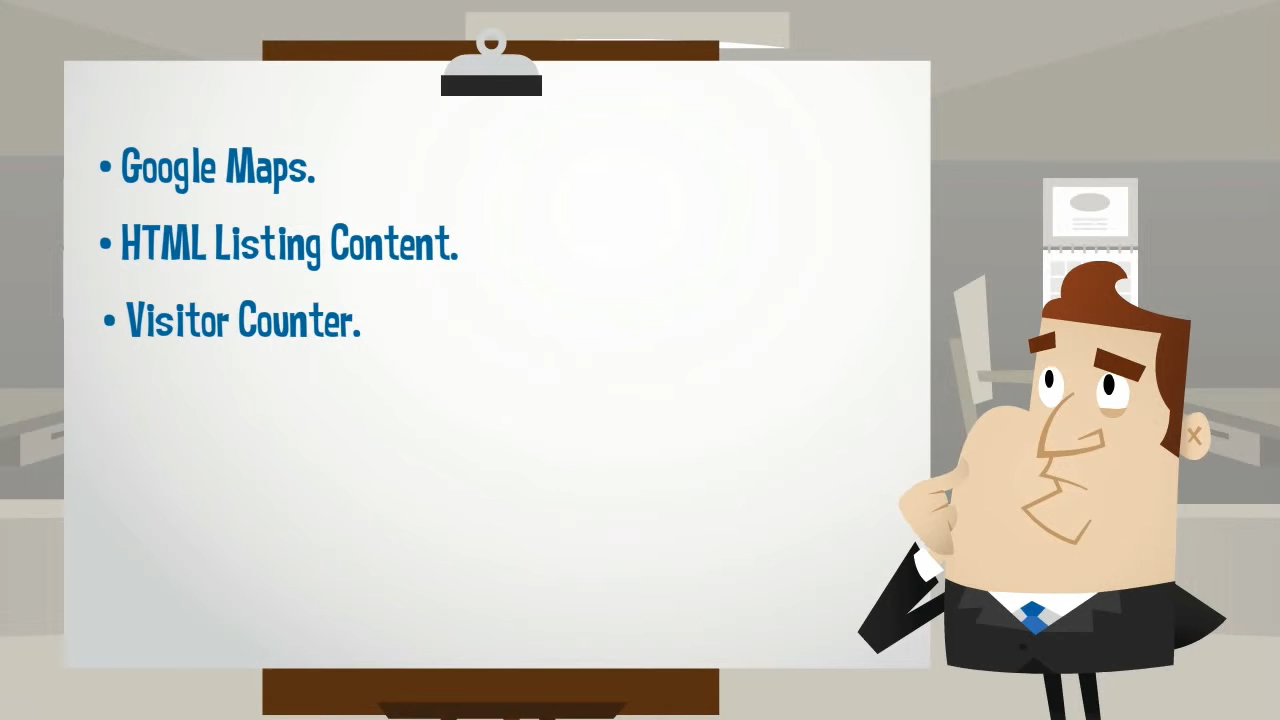 • Google Maps.
• HTML Listing Content.
• Visitor Counter.